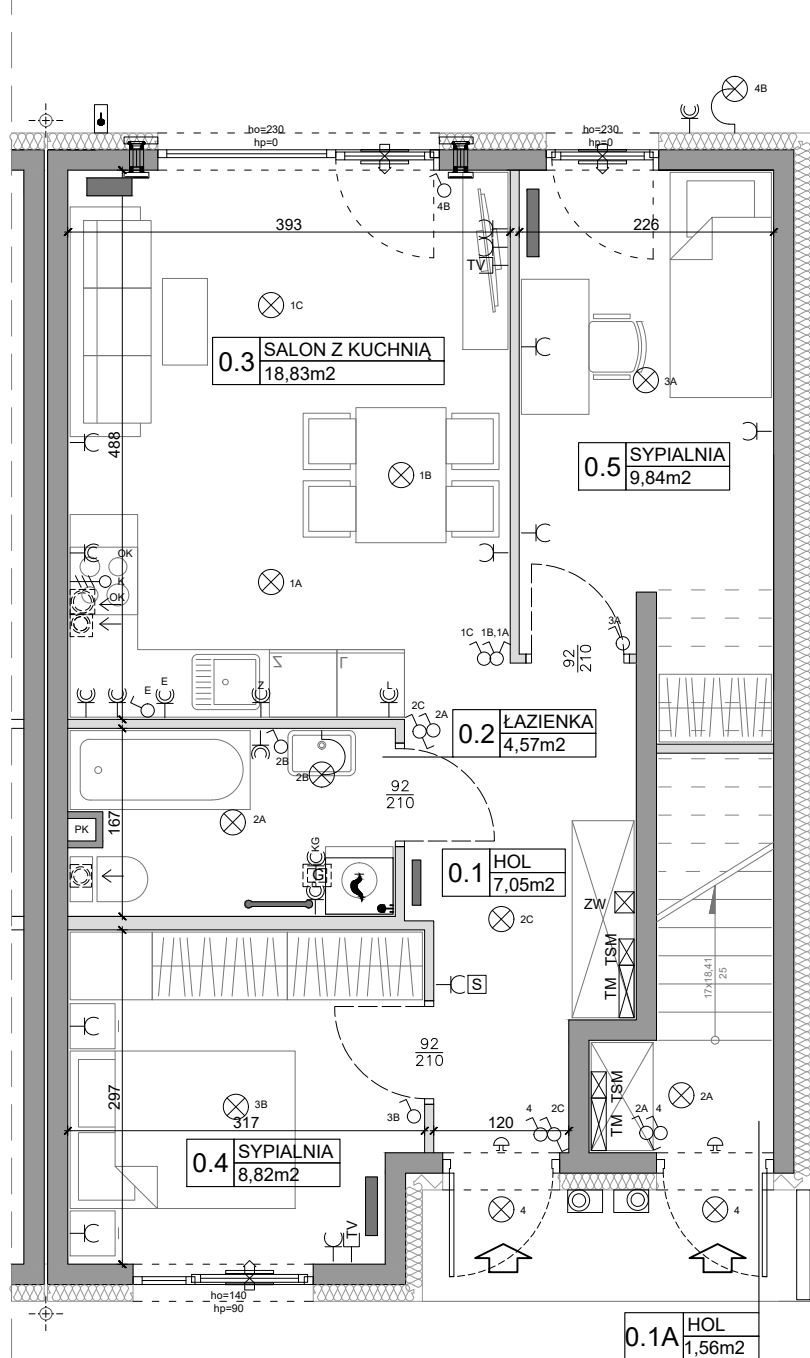 4B
ho=230
hp=0
ho=230
hp=0
4B
393
226
TV
1C
0.3 SALON Z KUCHNIĄ
18,83m2
3A
488
1B
0.5 SYPIALNIA
9,84m2
OK
K
OK
1A
1C 1B,1A
3A
92
210
E
E
Z
L
2C
2A
0.2 ŁAZIENKA
4,57m2
2B
2B
92
210
167
PK
2A
KG
G
P
0.1 HOL
7,05m2
ZW
2C
TSM
TM
17x18,41
25
S
92
210
297
3B
317
3B
120
4
2C
TSM
TM
2A
2A
4
0.4 SYPIALNIA
8,82m2
TV
4
4
ho=140
hp=90
0.1A HOL
1,56m2